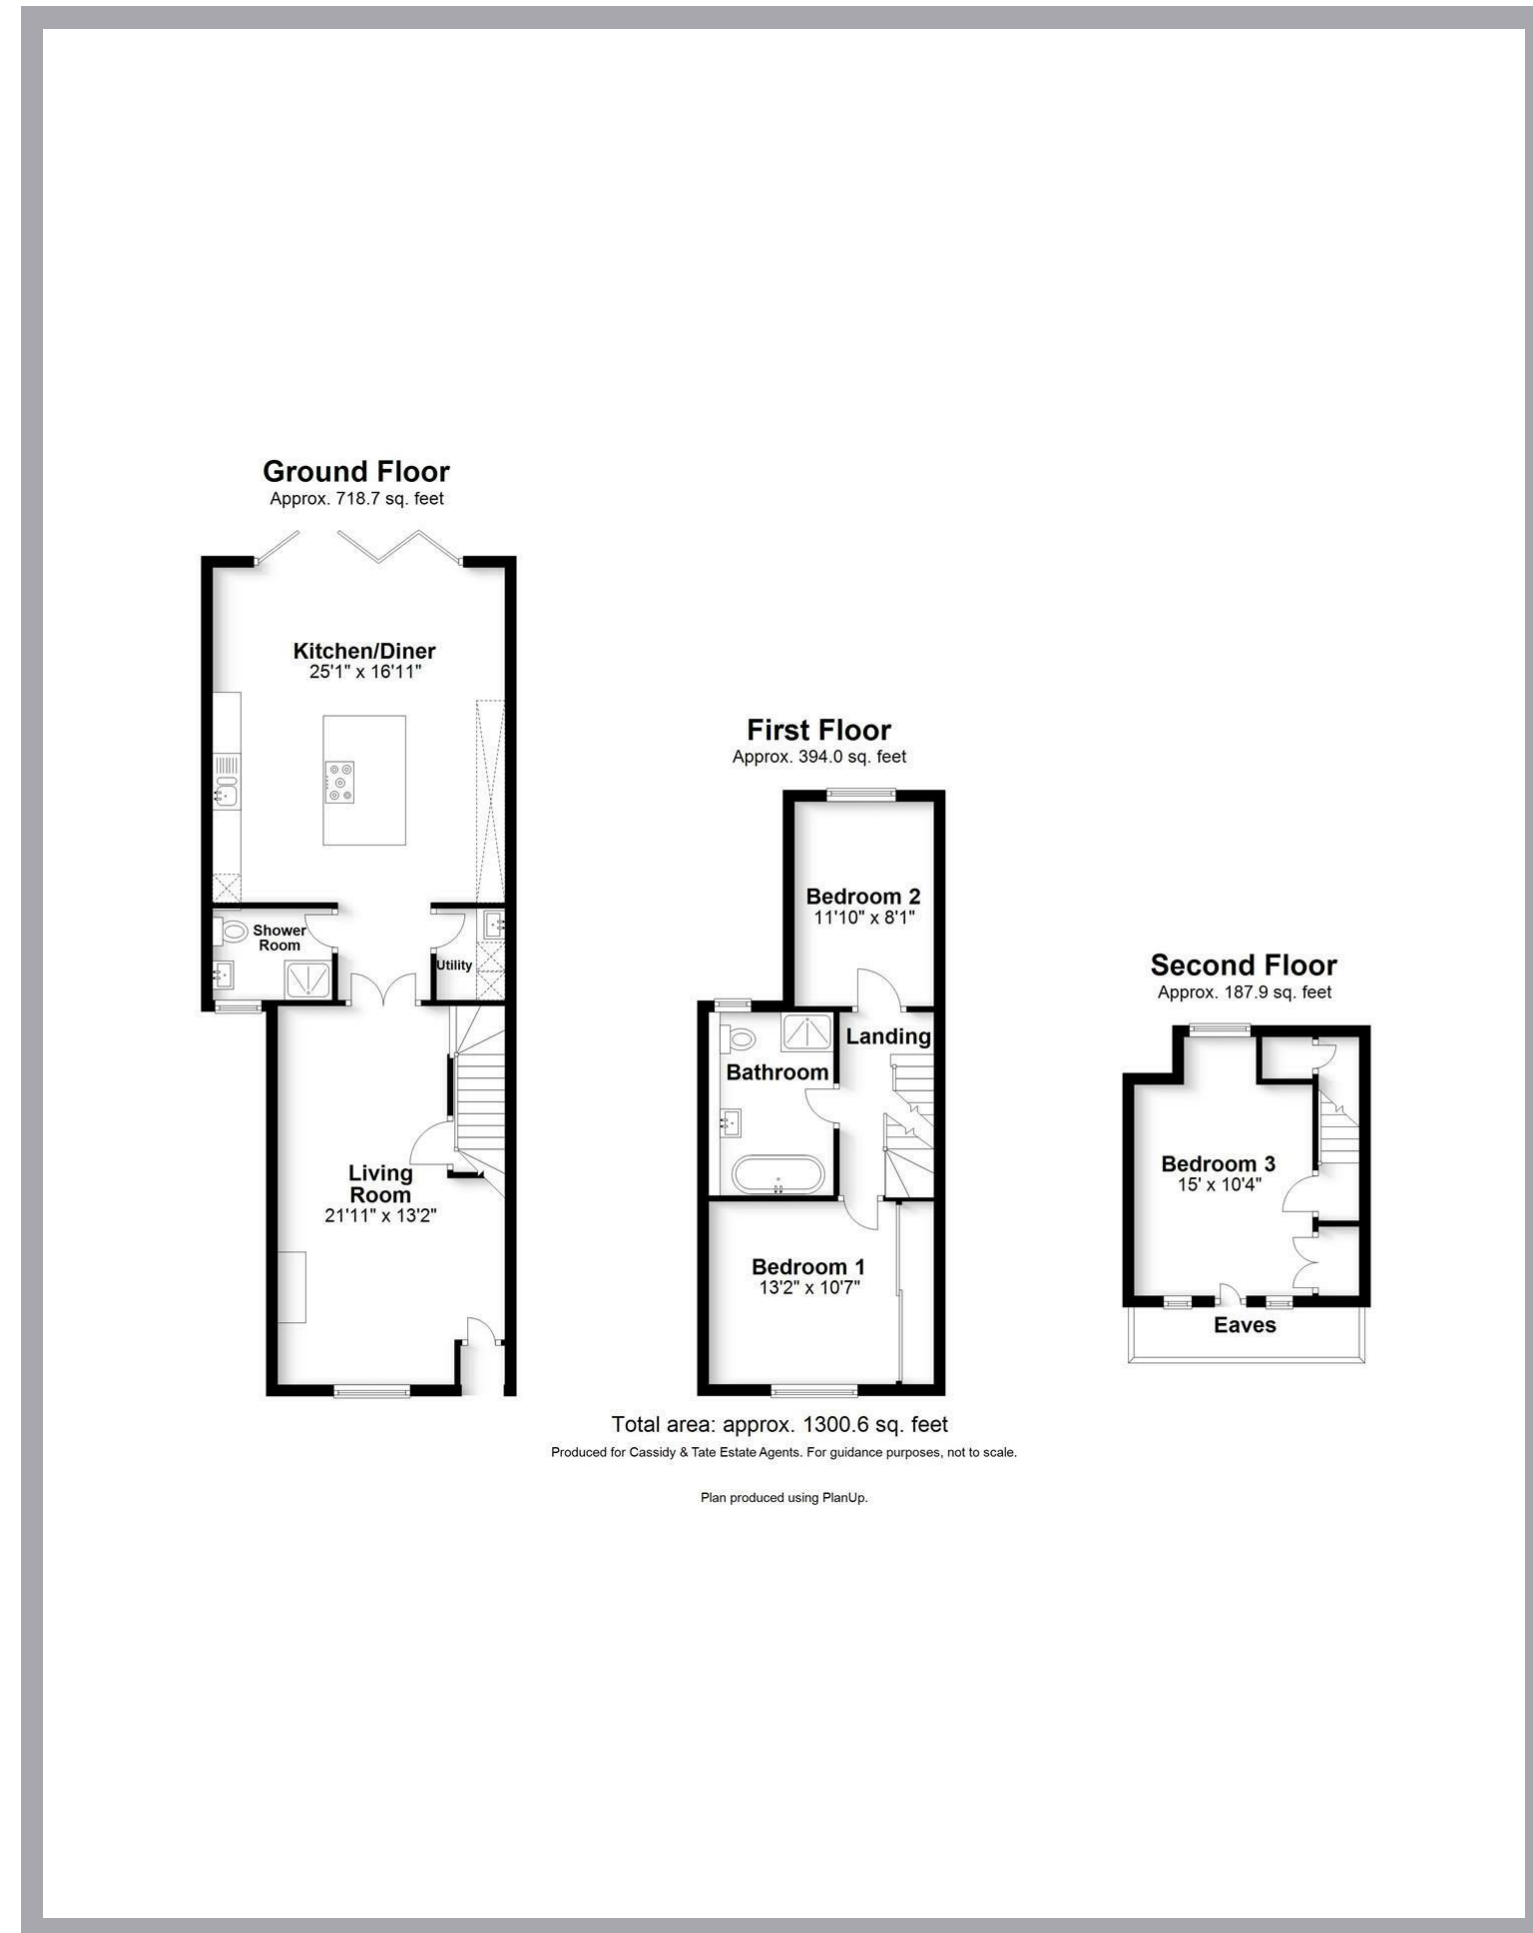 Ground Floor
Approx. 718.7 sq. feet
Kitchen/Diner
25'1" x 16'11"
Shower
Room
Utility
Living
Room
21'11" x 13'2"
First Floor
Approx. 394.0 sq. feet
Bedroom 2
11'10" x 8'1"
Landing
Bathroom
Bedroom 1
13'2" x 10'7"
Second Floor
Approx. 187.9 sq. feet
Bedroom 3
15' x 10'4"
Eaves
Total area: approx. 1300.6 sq. feet
Produced for Cassidy & Tate Estate Agents. For guidance purposes, not to scale.
Plan produced using PlanUp.